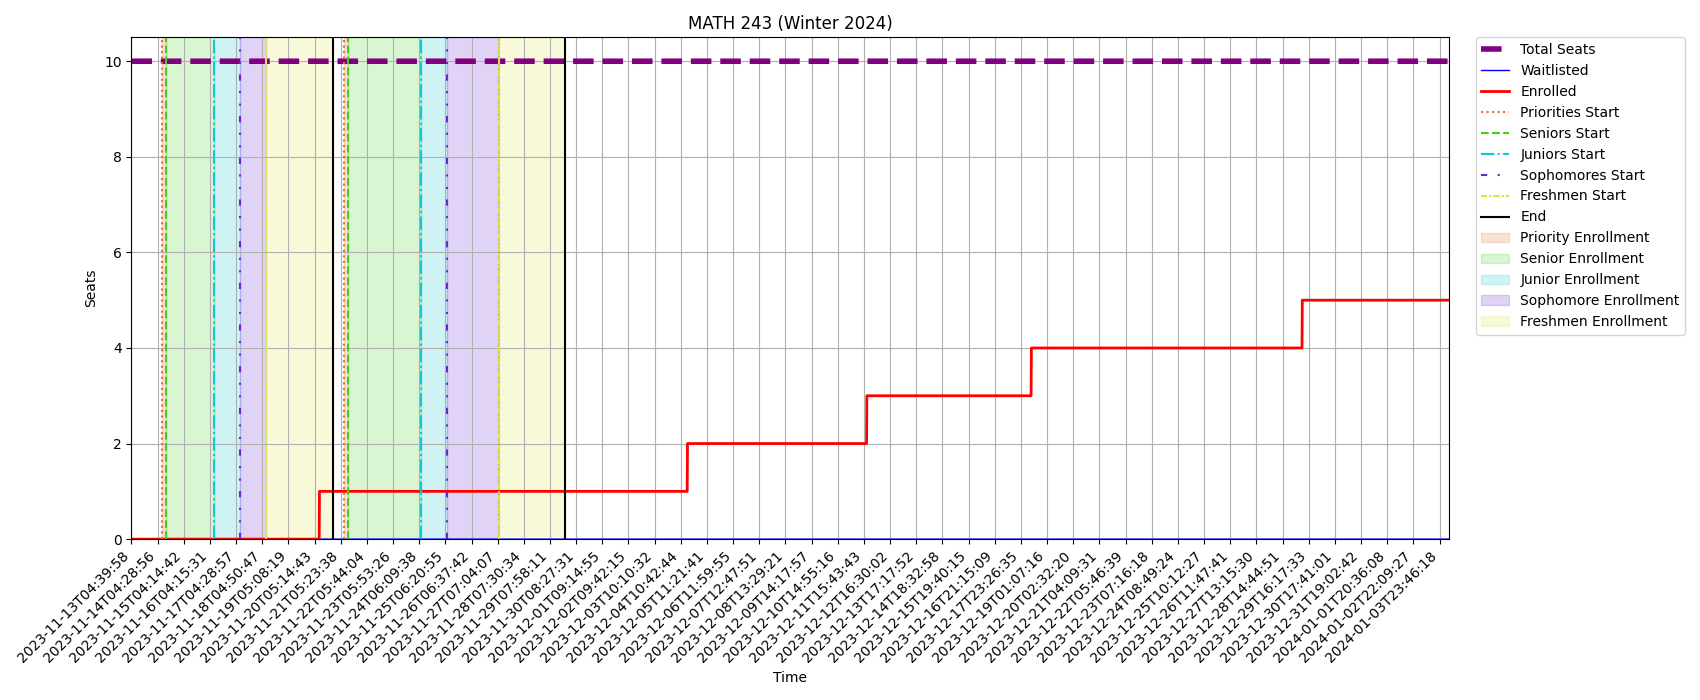 MATH 243 (Winter 2024)
Seats
10
8
6
4
2
0
2023-11-13T04:39:58
2023-11-14T04:28:56
2023-11-15T04:14:42
2023-11-16T04:15:31
2023-11-17T04:28:57
2023-11-18T04:50:47
2023-11-19T05:08:19
2023-11-20T05:14:43
2023-11-21T05:23:38
2023-11-22T05:44:04
2023-11-23T05:53:26
2023-11-24T06:09:38
2023-11-25T06:20:55
2023-11-26T06:37:42
2023-11-27T07:04:07
2023-11-28T07:30:34
2023-11-29T07:58:11
2023-11-30T08:27:31
2023-12-01T09:14:55
2023-12-02T09:42:15
2023-12-03T10:10:32
2023-12-04T10:42:44
2023-12-05T11:21:41
2023-12-06T11:59:55
2023-12-07T12:47:51
2023-12-08T13:29:21
2023-12-09T14:17:57
2023-12-10T14:55:16
2023-12-11T15:43:43
2023-12-12T16:30:02
2023-12-13T17:17:52
2023-12-14T18:32:58
2023-12-15T19:40:15
2023-12-16T21:15:09
2023-12-17T23:26:35
2023-12-19T01:07:16
2023-12-20T02:32:20
2023-12-21T04:09:31
2023-12-22T05:46:39
2023-12-23T07:16:18
2023-12-24T08:49:24
2023-12-25T10:12:27
2023-12-26T11:47:41
2023-12-27T13:15:30
2023-12-28T14:44:51
2023-12-29T16:17:33
2023-12-30T17:41:01
2023-12-31T19:02:42
2024-01-01T20:36:08
2024-01-02T22:09:27
2024-01-03T23:46:18
Time
Total Seats
Waitlisted
Enrolled
Priorities Start
Seniors Start
Juniors Start
Sophomores Start
Freshmen Start
End
Priority Enrollment
Senior Enrollment
Junior Enrollment
Sophomore Enrollment
Freshmen Enrollment